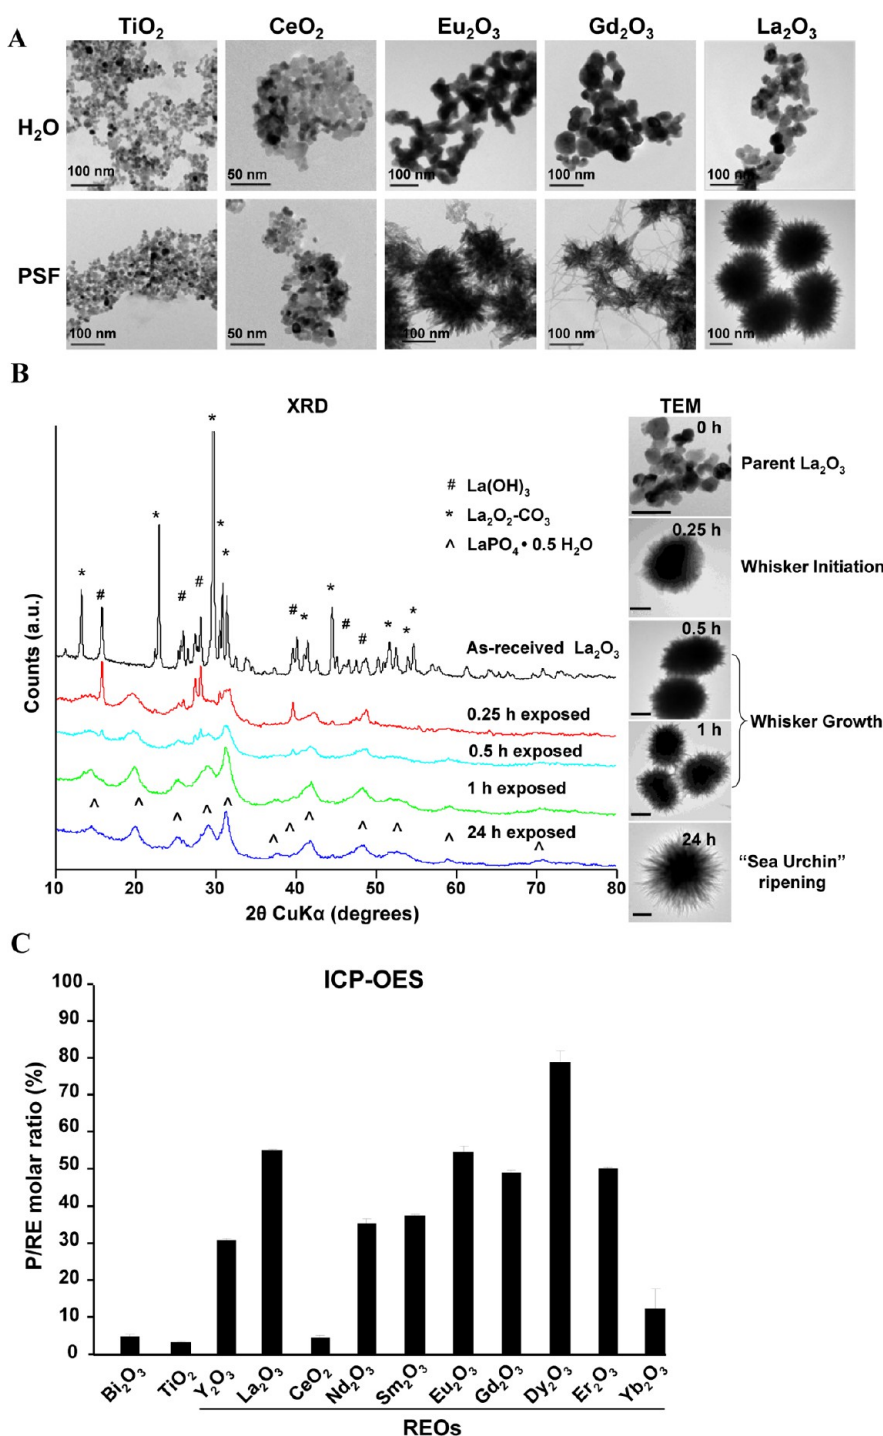 A
TiO₂ CeO₂ Eu₂O₃ Gd₂O₃ La₂O₃
H₂O
100 nm 50 nm 100 nm 100 nm 100 nm
PSF
100 nm 50 nm 100 nm 100 nm 100 nm
B
XRD TEM
* * * * * * * * * *
# # # # # #
# La(OH)₃
* La₂O₂-CO₃
^ LaPO₄ • 0.5 H₂O
As-received La₂O₃
0.25 h exposed
0.5 h exposed
1 h exposed
^ ^ ^ ^ ^ ^ ^ ^ ^ ^ ^ ^
24 h exposed
Counts (a.u.)
10 20 30 40 50 60 70 80
2θ CuKα (degrees)
0 h
Parent La₂O₃
0.25 h
Whisker Initiation
0.5 h
Whisker Growth
1 h
24 h
“Sea Urchin”
ripening
C
ICP-OES
P/RE molar ratio (%)
100
90
80
70
60
50
40
30
20
10
0
Bi₂O₃ TiO₂ Y₂O₃ La₂O₃ CeO₂ Nd₂O₃ Sm₂O₃ Eu₂O₃ Gd₂O₃ Dy₂O₃ Er₂O₃ Yb₂O₃
REOs